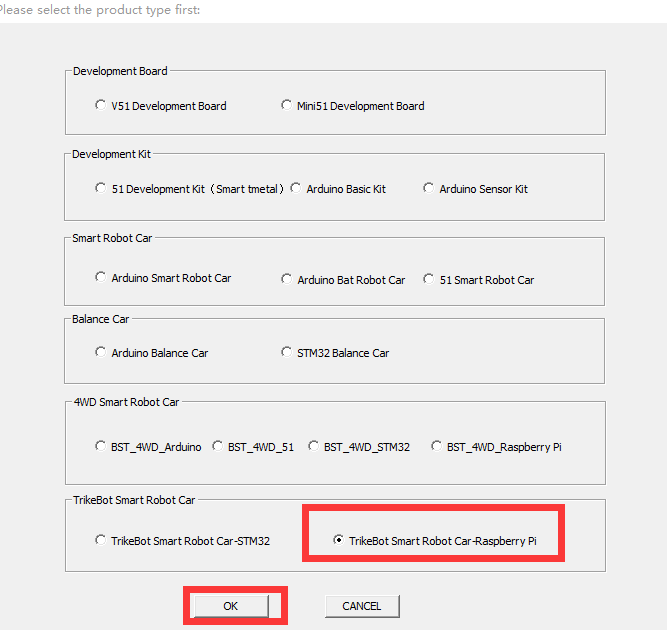 Please select the product type first:
Development Board
V51 Development Board Mini51 Development Board
Development Kit
51 Development Kit（Smart tmetal） Arduino Basic Kit Arduino Sensor Kit
Smart Robot Car
Arduino Smart Robot Car Arduino Bat Robot Car 51 Smart Robot Car
Balance Car
Arduino Balance Car STM32 Balance Car
4WD Smart Robot Car
BST_4WD_Arduino BST_4WD_51 BST_4WD_STM32 BST_4WD_Raspberry Pi
TrikeBot Smart Robot Car
TrikeBot Smart Robot Car-STM32 TrikeBot Smart Robot Car-Raspberry Pi
OK CANCEL